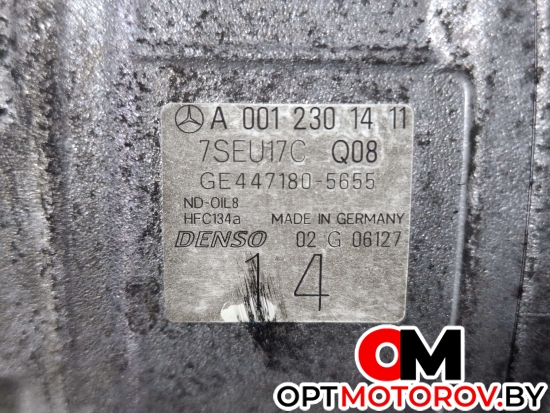 A 001 230 14 11
7SEU17C Q08
GE447180-5655
ND-OIL8
HFC134a MADE IN GERMANY
DENSO 02 G 06127
14
OM
OPTMOTOROV.BY